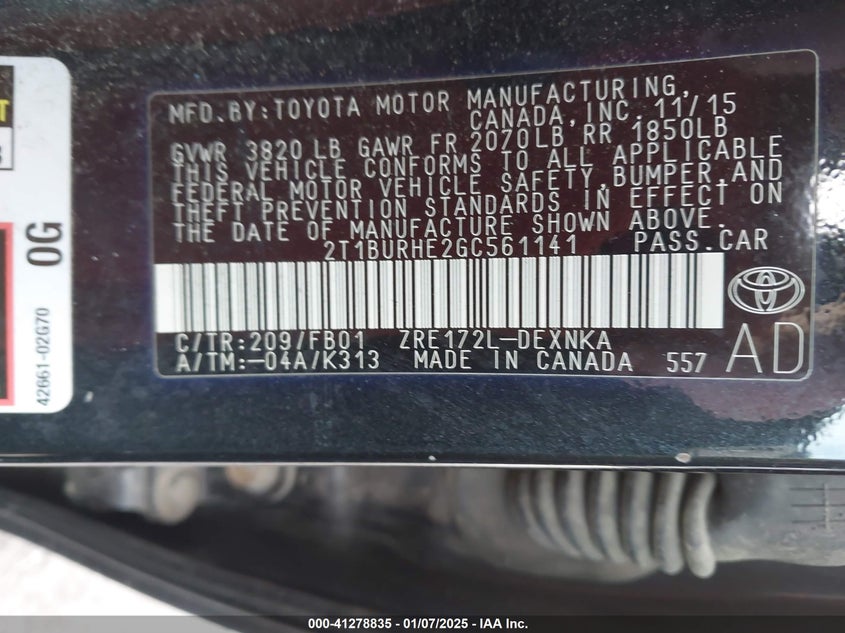 MFD.BY:TOYOTA MOTOR MANUFACTURING,
CANADA,INC. 11/15
GVWR 3820 LB GAWR FR 2070LB RR 1850LB
THIS VEHICLE CONFORMS TO ALL APPLICABLE
FEDERAL MOTOR VEHICLE SAFETY,BUMPER,AND
THEFT PREVENTION STANDARDS IN EFFECT ON
THE DATE OF MANUFACTURE SHOWN ABOVE.
2T1BURHE2GC561141 PASS.CAR
C/TR:209/FB01 ZRE172L-DEXNKA
A/TM:-04A/K313 MADE IN CANADA 557
AD
0G
42661-02G70
000-41278835 - 01/07/2025 - IAA Inc.